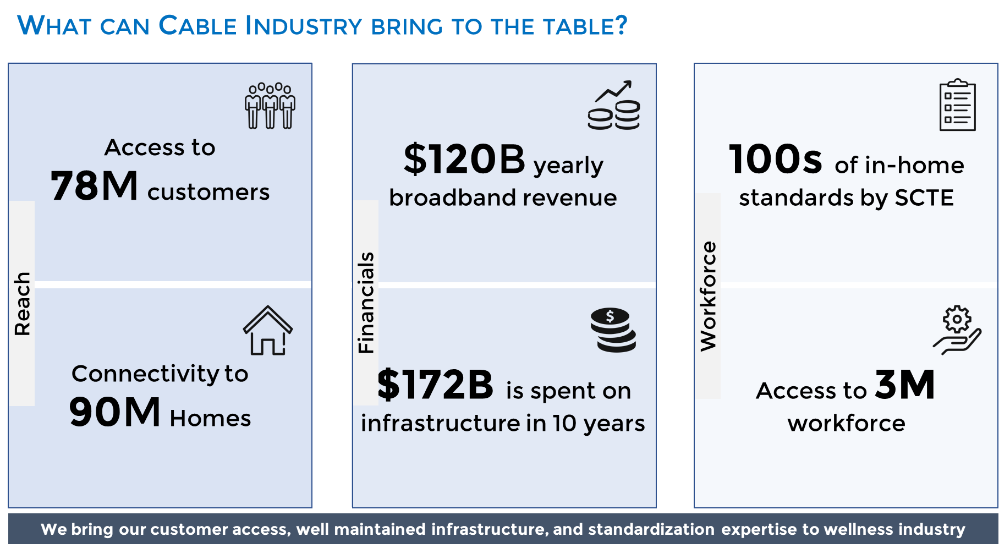 What can Cable Industry bring to the table?
Reach
Access to
78M customers
Connectivity to
90M Homes
Financials
$120B yearly
broadband revenue
$
$172B is spent on
infrastructure in 10 years
Workforce
100s of in-home
standards by SCTE
Access to 3M
workforce
We bring our customer access, well maintained infrastructure, and standardization expertise to wellness industry